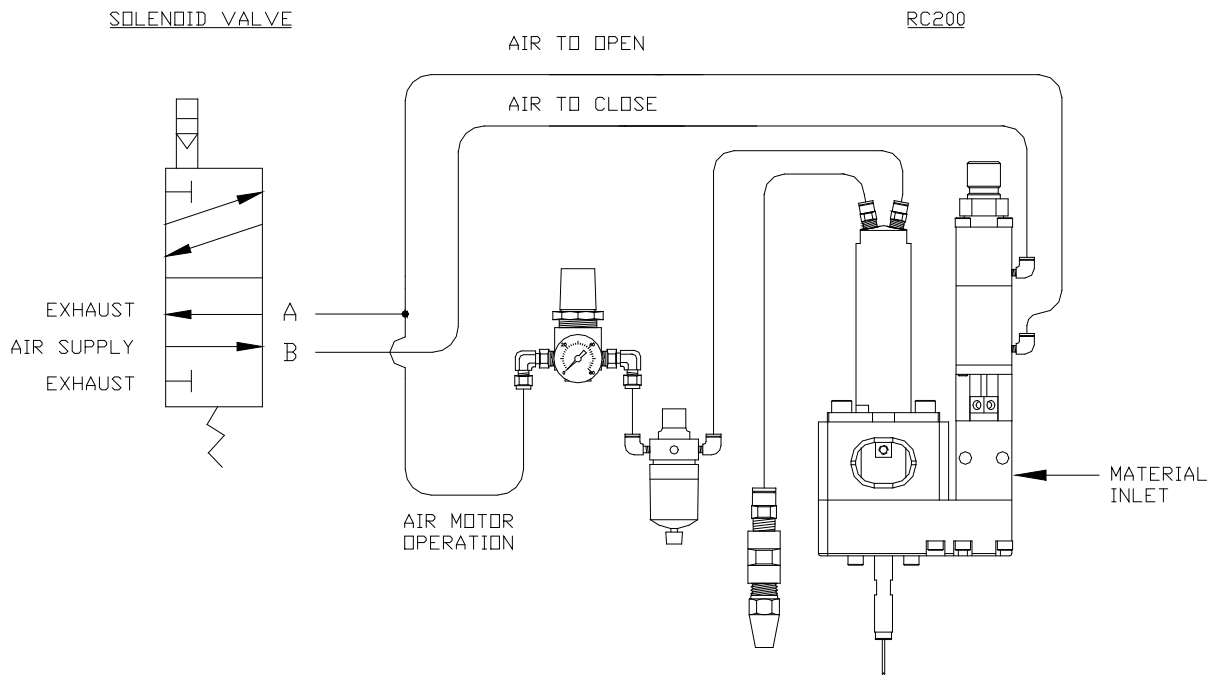 SOLENOID VALVE
RC200
AIR TO OPEN
AIR TO CLOSE
EXHAUST
A
AIR SUPPLY
B
EXHAUST
MATERIAL
INLET
AIR MOTOR
OPERATION